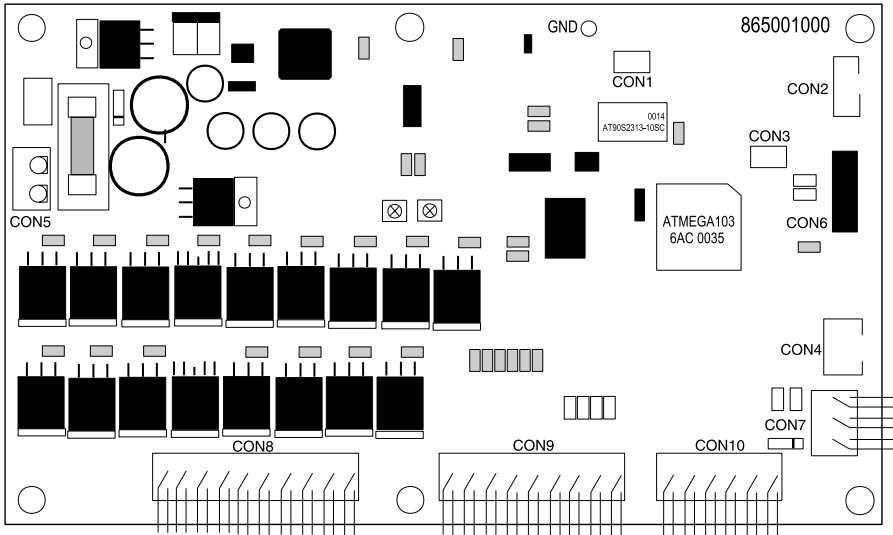 GND
865001000
CON1
CON2
0014
AT90S2313-10SC
CON3
CON5
ATMEGA103
6AC 0035
CON6
CON4
CON7
CON8
CON9
CON10